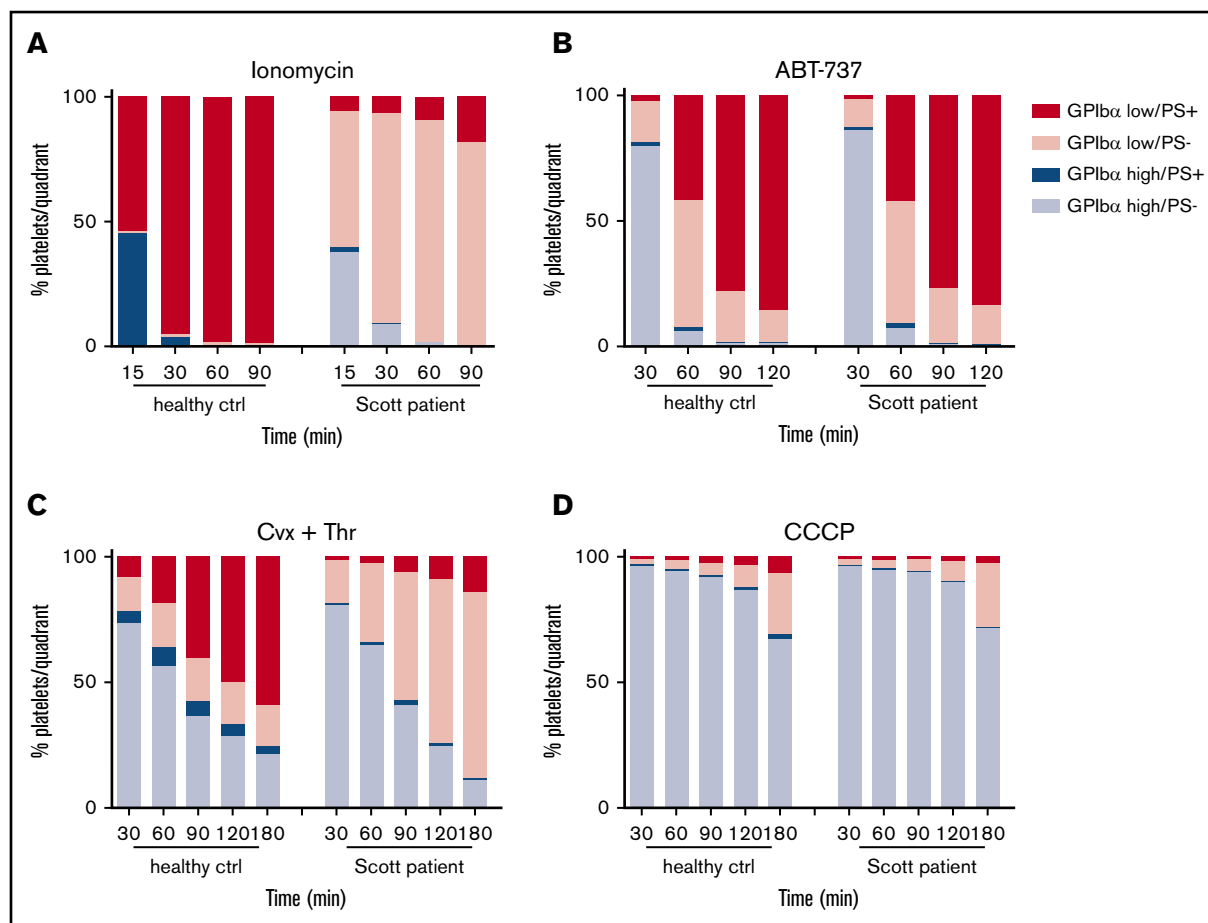 A
Ionomycin
% platelets/quadrant
100
50
0
15 30 60 90 15 30 60 90
healthy ctrl Scott patient
Time (min)
B
ABT-737
% platelets/quadrant
100
50
0
30 60 90 120 30 60 90 120
healthy ctrl Scott patient
Time (min)
GPIbα low/PS+
GPIbα low/PS-
GPIbα high/PS+
GPIbα high/PS-
C
Cvx + Thr
% platelets/quadrant
100
50
0
30 60 90 120 180 30 60 90 120 180
healthy ctrl Scott patient
Time (min)
D
CCCP
% platelets/quadrant
100
50
0
30 60 90 120 180 30 60 90 120 180
healthy ctrl Scott patient
Time (min)